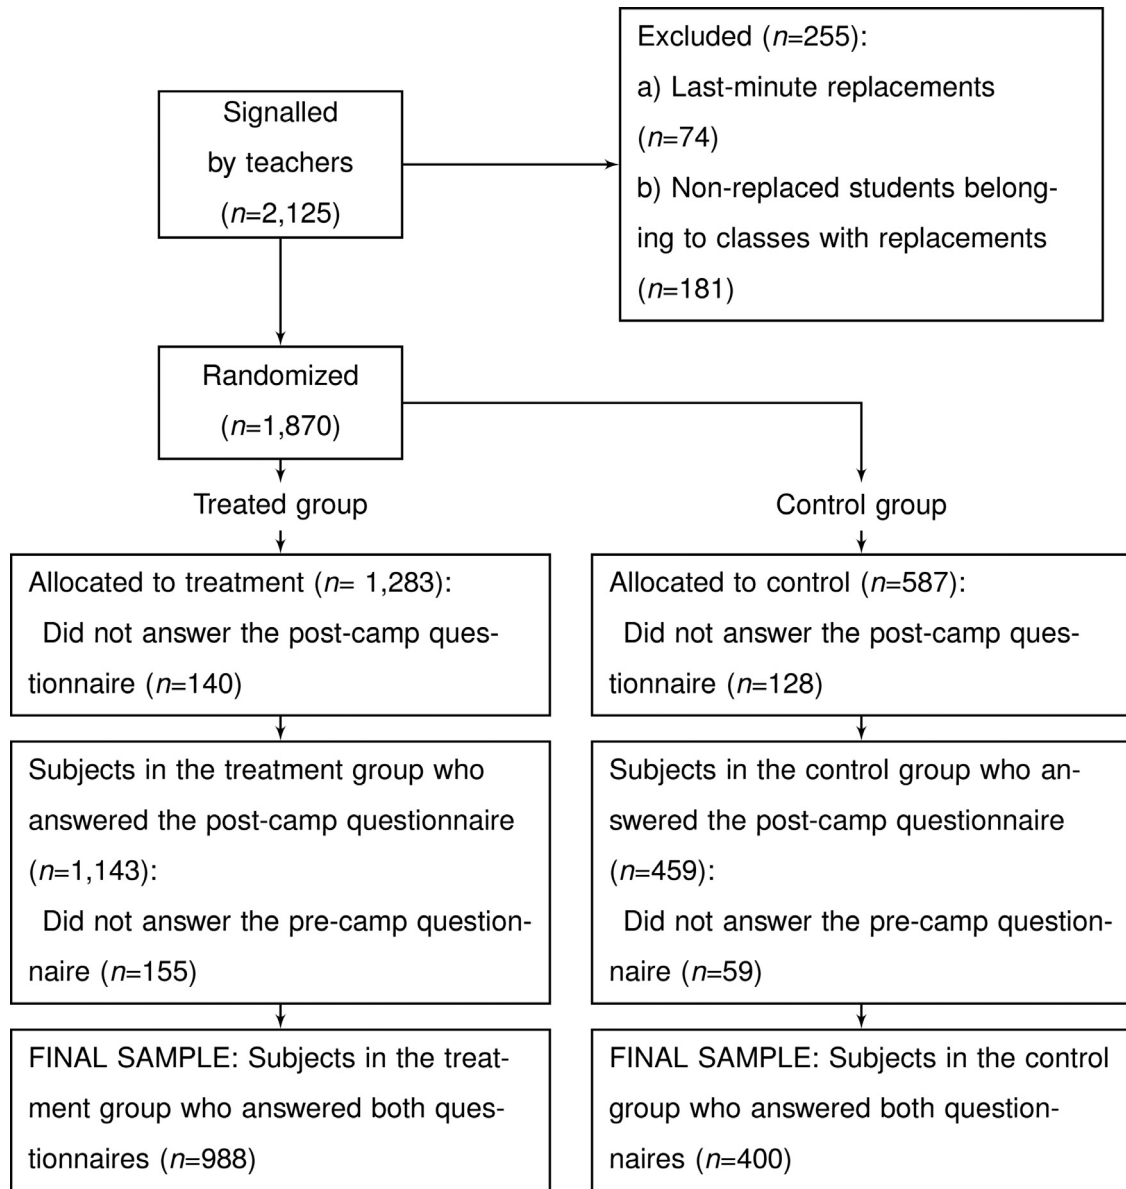 Signalled
by teachers
(n=2,125)
Excluded (n=255):
a) Last-minute replacements
(n=74)
b) Non-replaced students belong-
ing to classes with replacements
(n=181)
Randomized
(n=1,870)
Treated group
Control group
Allocated to treatment (n= 1,283):
Did not answer the post-camp ques-
tionnaire (n=140)
Allocated to control (n=587):
Did not answer the post-camp ques-
tionnaire (n=128)
Subjects in the treatment group who
answered the post-camp questionnaire
(n=1,143):
Did not answer the pre-camp question-
naire (n=155)
Subjects in the control group who an-
swered the post-camp questionnaire
(n=459):
Did not answer the pre-camp question-
naire (n=59)
FINAL SAMPLE: Subjects in the treat-
ment group who answered both ques-
tionnaires (n=988)
FINAL SAMPLE: Subjects in the control
group who answered both question-
naires (n=400)